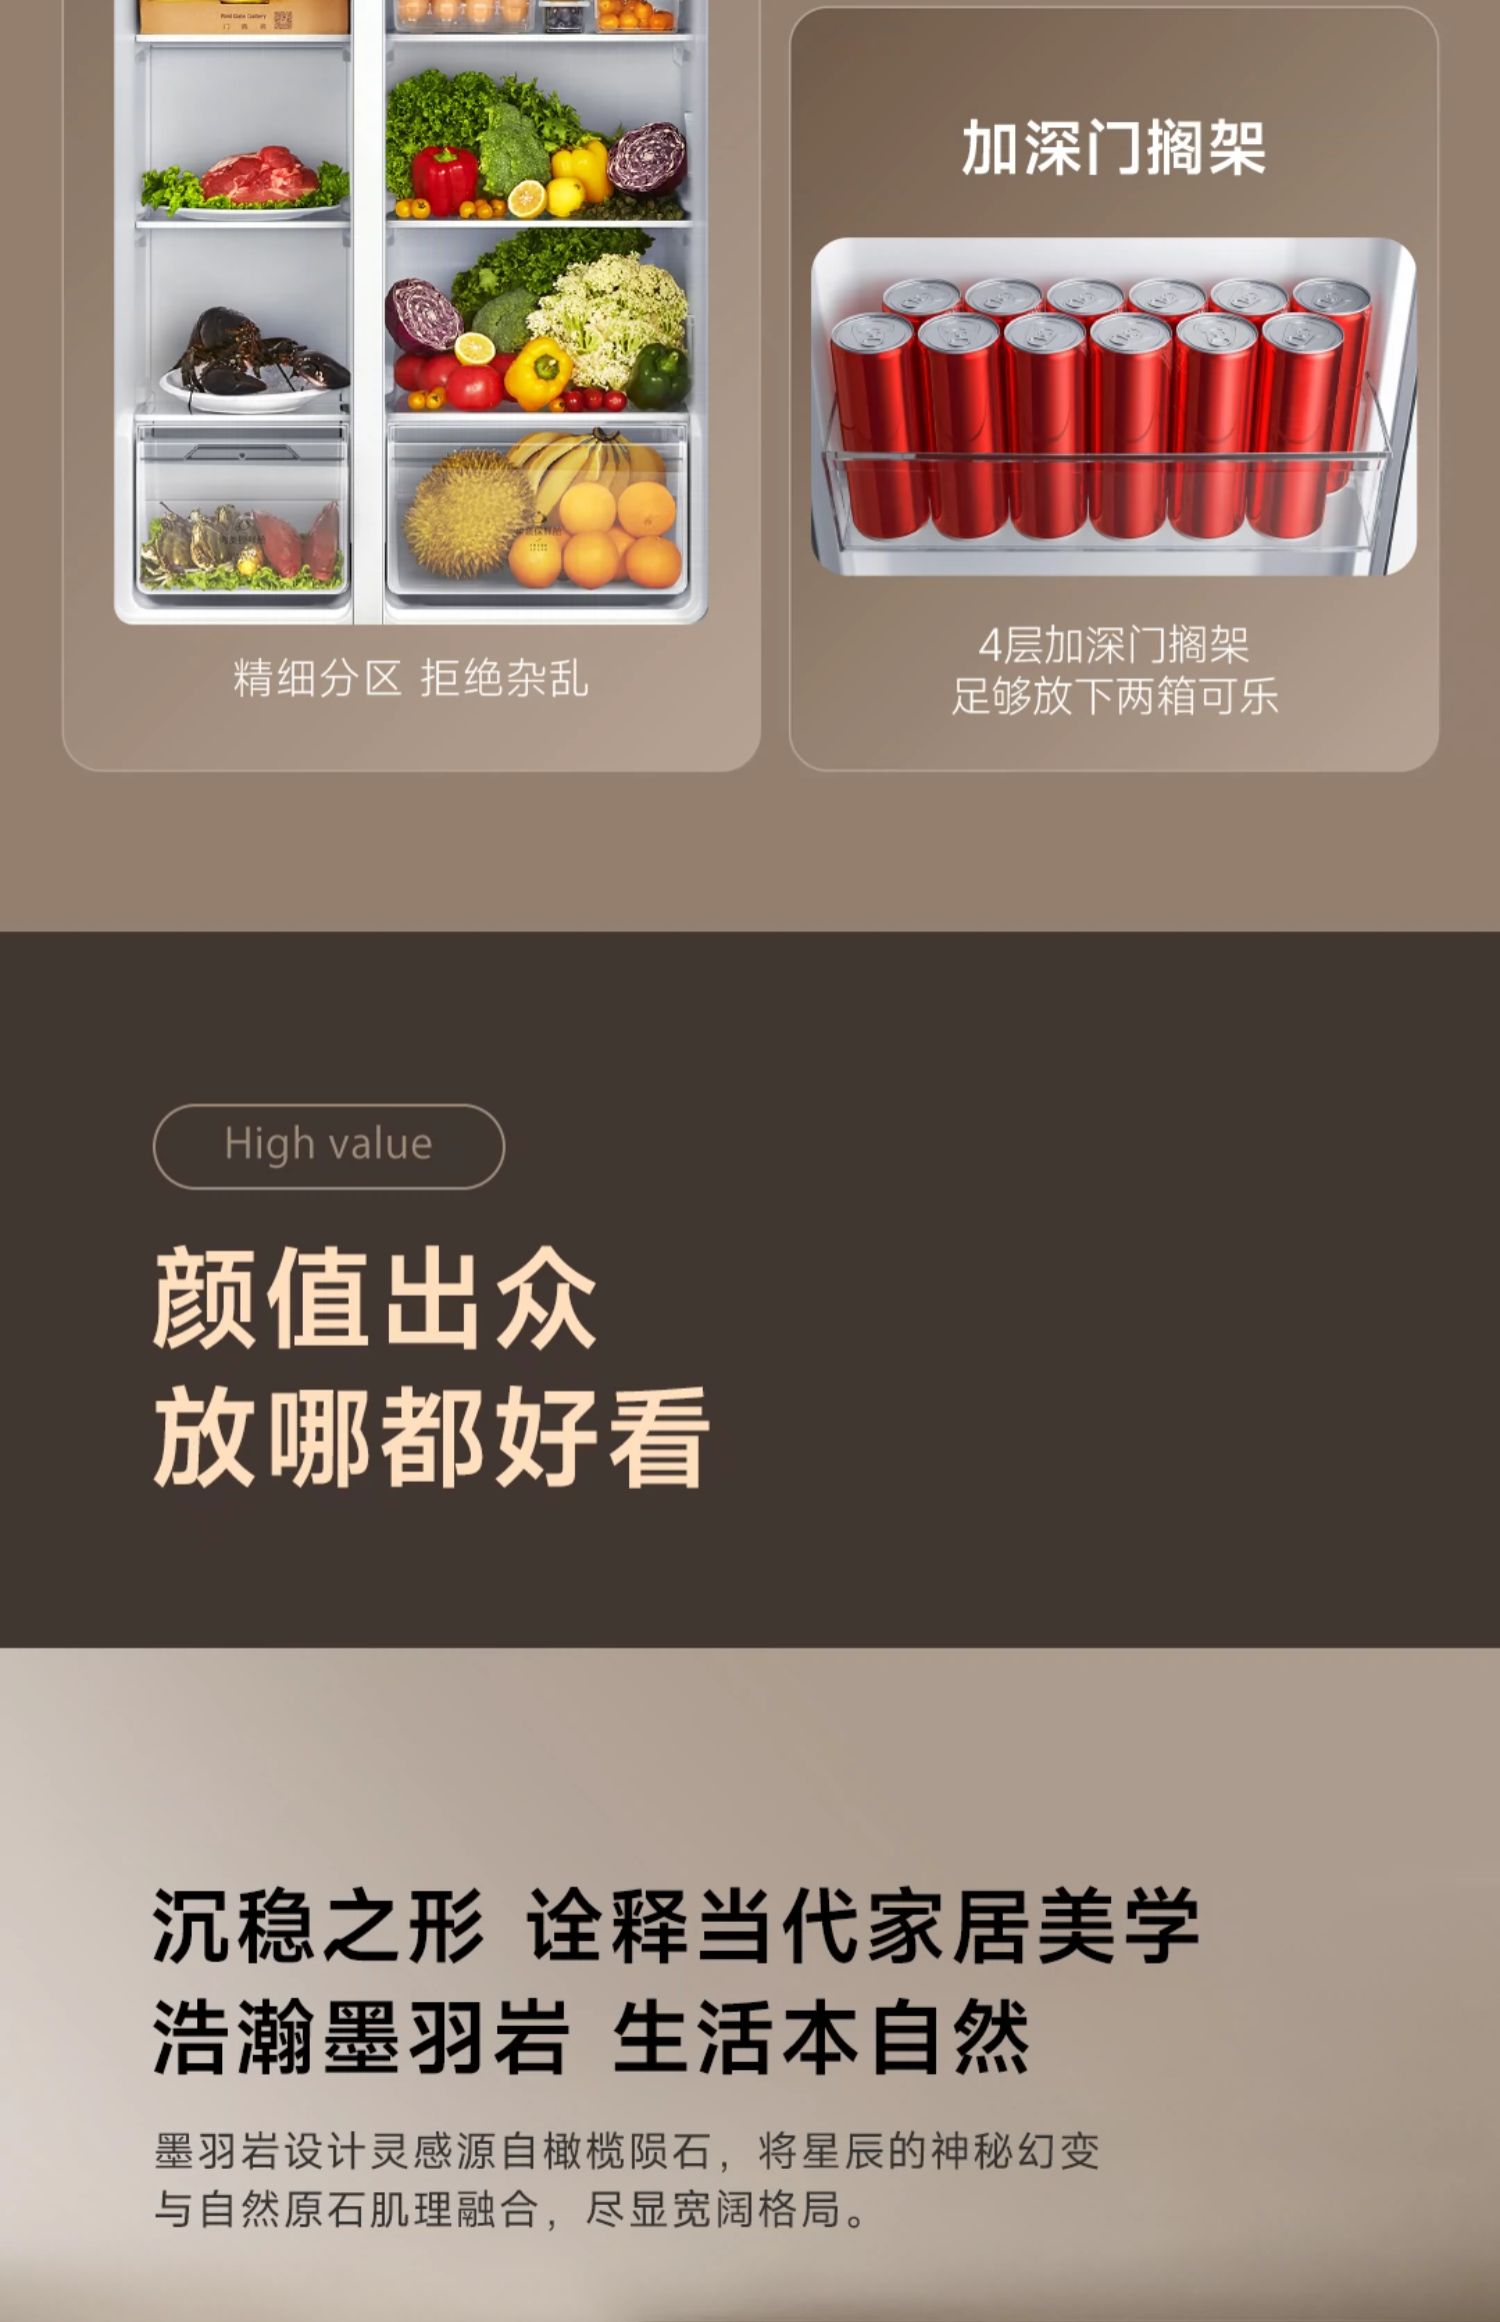 Red Gate Gallery
加深门搁架
精细分区 拒绝杂乱
4层加深门搁架
足够放下两箱可乐
High value
颜值出众
放哪都好看
沉稳之形 诠释当代家居美学
浩瀚墨羽岩 生活本自然
墨羽岩设计灵感源自橄榄陨石，将星辰的神秘幻变
与自然原石肌理融合，尽显宽阔格局。